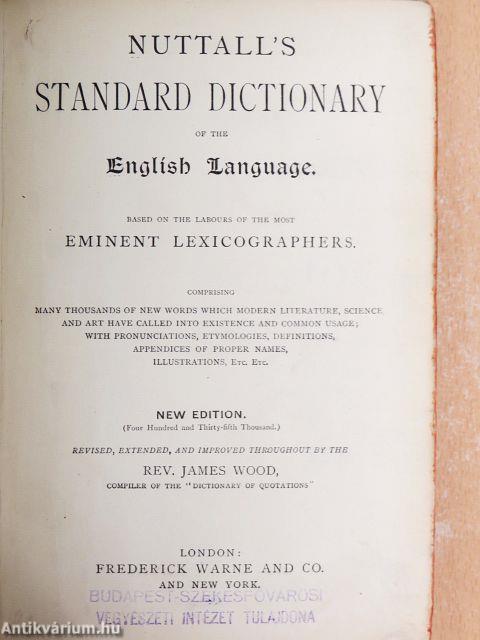 NUTTALL'S
STANDARD DICTIONARY
OF THE
English Language.
BASED ON THE LABOURS OF THE MOST
EMINENT LEXICOGRAPHERS.
COMPRISING
MANY THOUSANDS OF NEW WORDS WHICH MODERN LITERATURE, SCIENCE
AND ART HAVE CALLED INTO EXISTENCE AND COMMON USAGE;
WITH PRONUNCIATIONS, ETYMOLOGIES, DEFINITIONS,
APPENDICES OF PROPER NAMES,
ILLUSTRATIONS, ETC. ETC.
NEW EDITION.
(Four Hundred and Thirty-fifth Thousand.)
REVISED, EXTENDED, AND IMPROVED THROUGHOUT BY THE
REV. JAMES WOOD,
COMPILER OF THE "DICTIONARY OF QUOTATIONS"
LONDON:
FREDERICK WARNE AND CO.
AND NEW YORK.
BUDAPEST-SZÉKESFŐVÁROSI
VEGYÉSZETI INTÉZET TULAJDONA
Antikvárium.hu